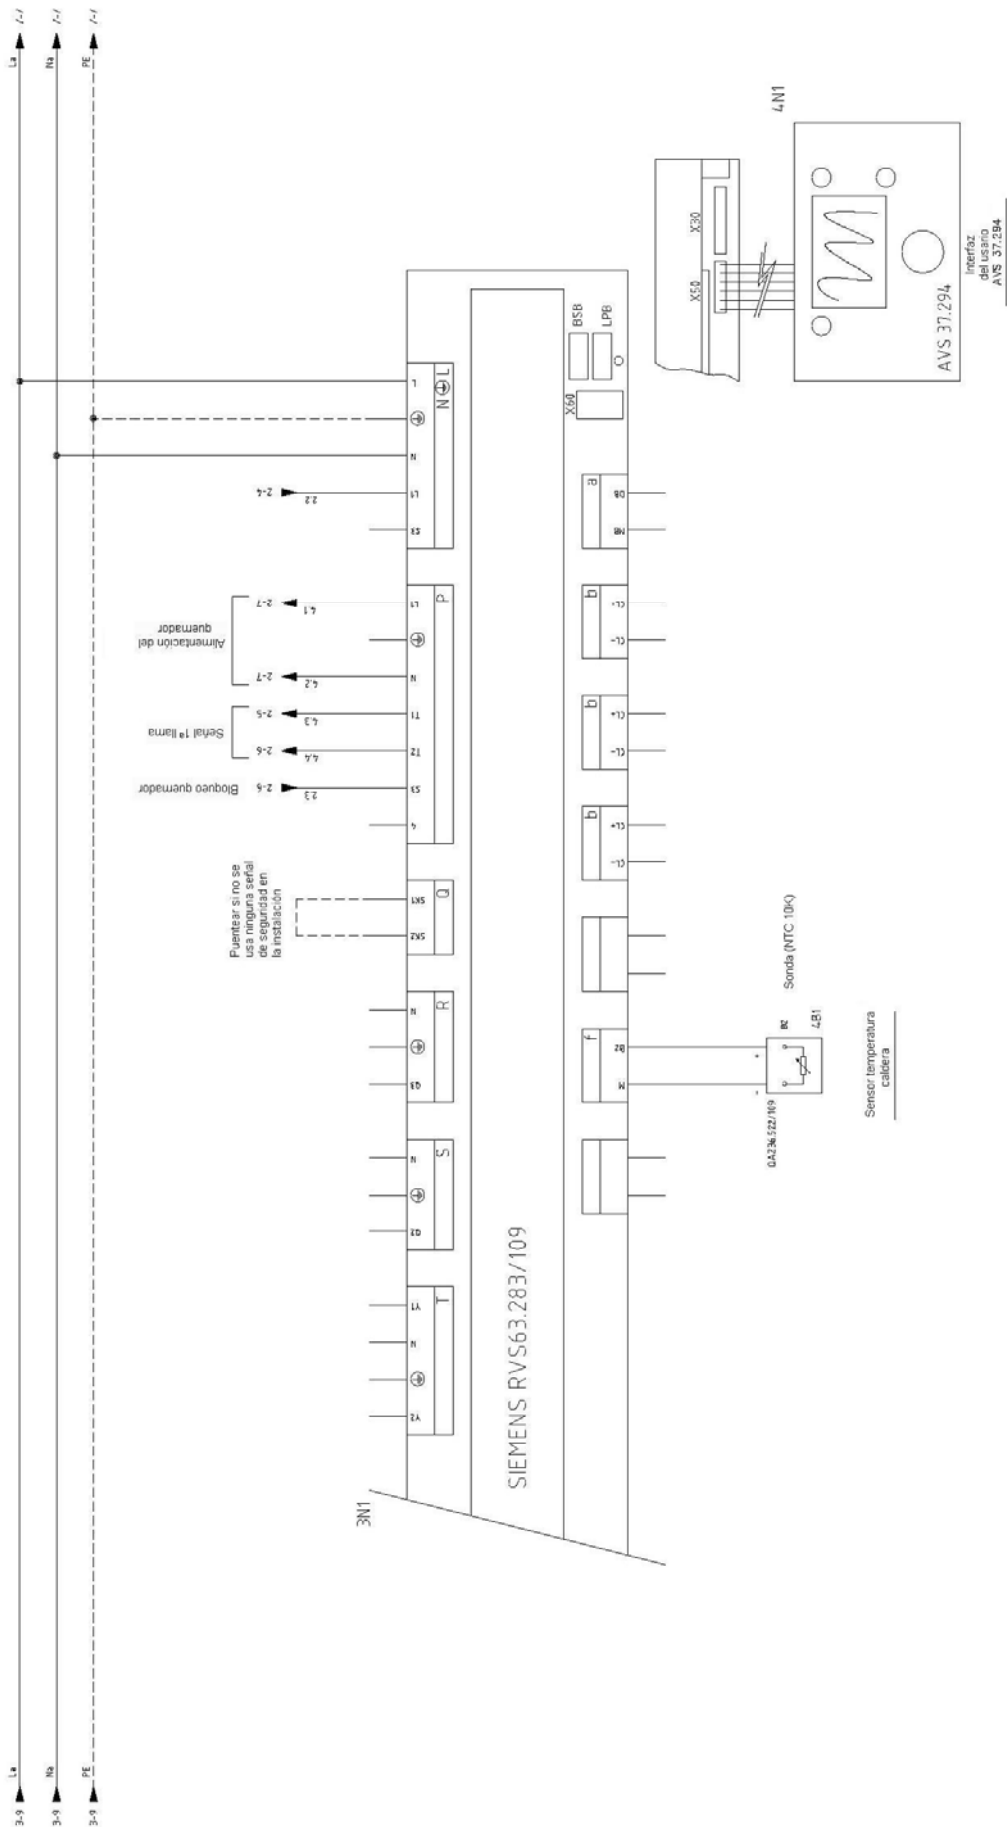 La
Na
PE
3-9
3-9
3-9
La
Na
PE
L
N
L1
S3
N
L
2-4
2.2
Alimentación del
quemador
2-7
4.1
2-7
4.2
Señal 1ª llama
2-5
4.3
2-6
4.4
Bloqueo quemador
2-6
2.3
L1
N
T1
T2
S3
4
P
Puentear si no se
usa ninguna señal
de seguridad en
la instalación
SK1
SK2
Q
N
Q3
R
N
Q2
S
Y1
N
Y2
T
3N1
SIEMENS RVS63.283/109
BSB
LPB
X60
DB
MB
a
CL-
CL-
b
CL+
CL-
b
CL+
CL-
b
B2
M
f
Sonda (NTC 10K)
B2
4B1
+
-
QAZ36.522/109
Sensor temperatura
caldera
X30
X50
4N1
AVS 37.294
Interfaz
del usario
AVS 37.294